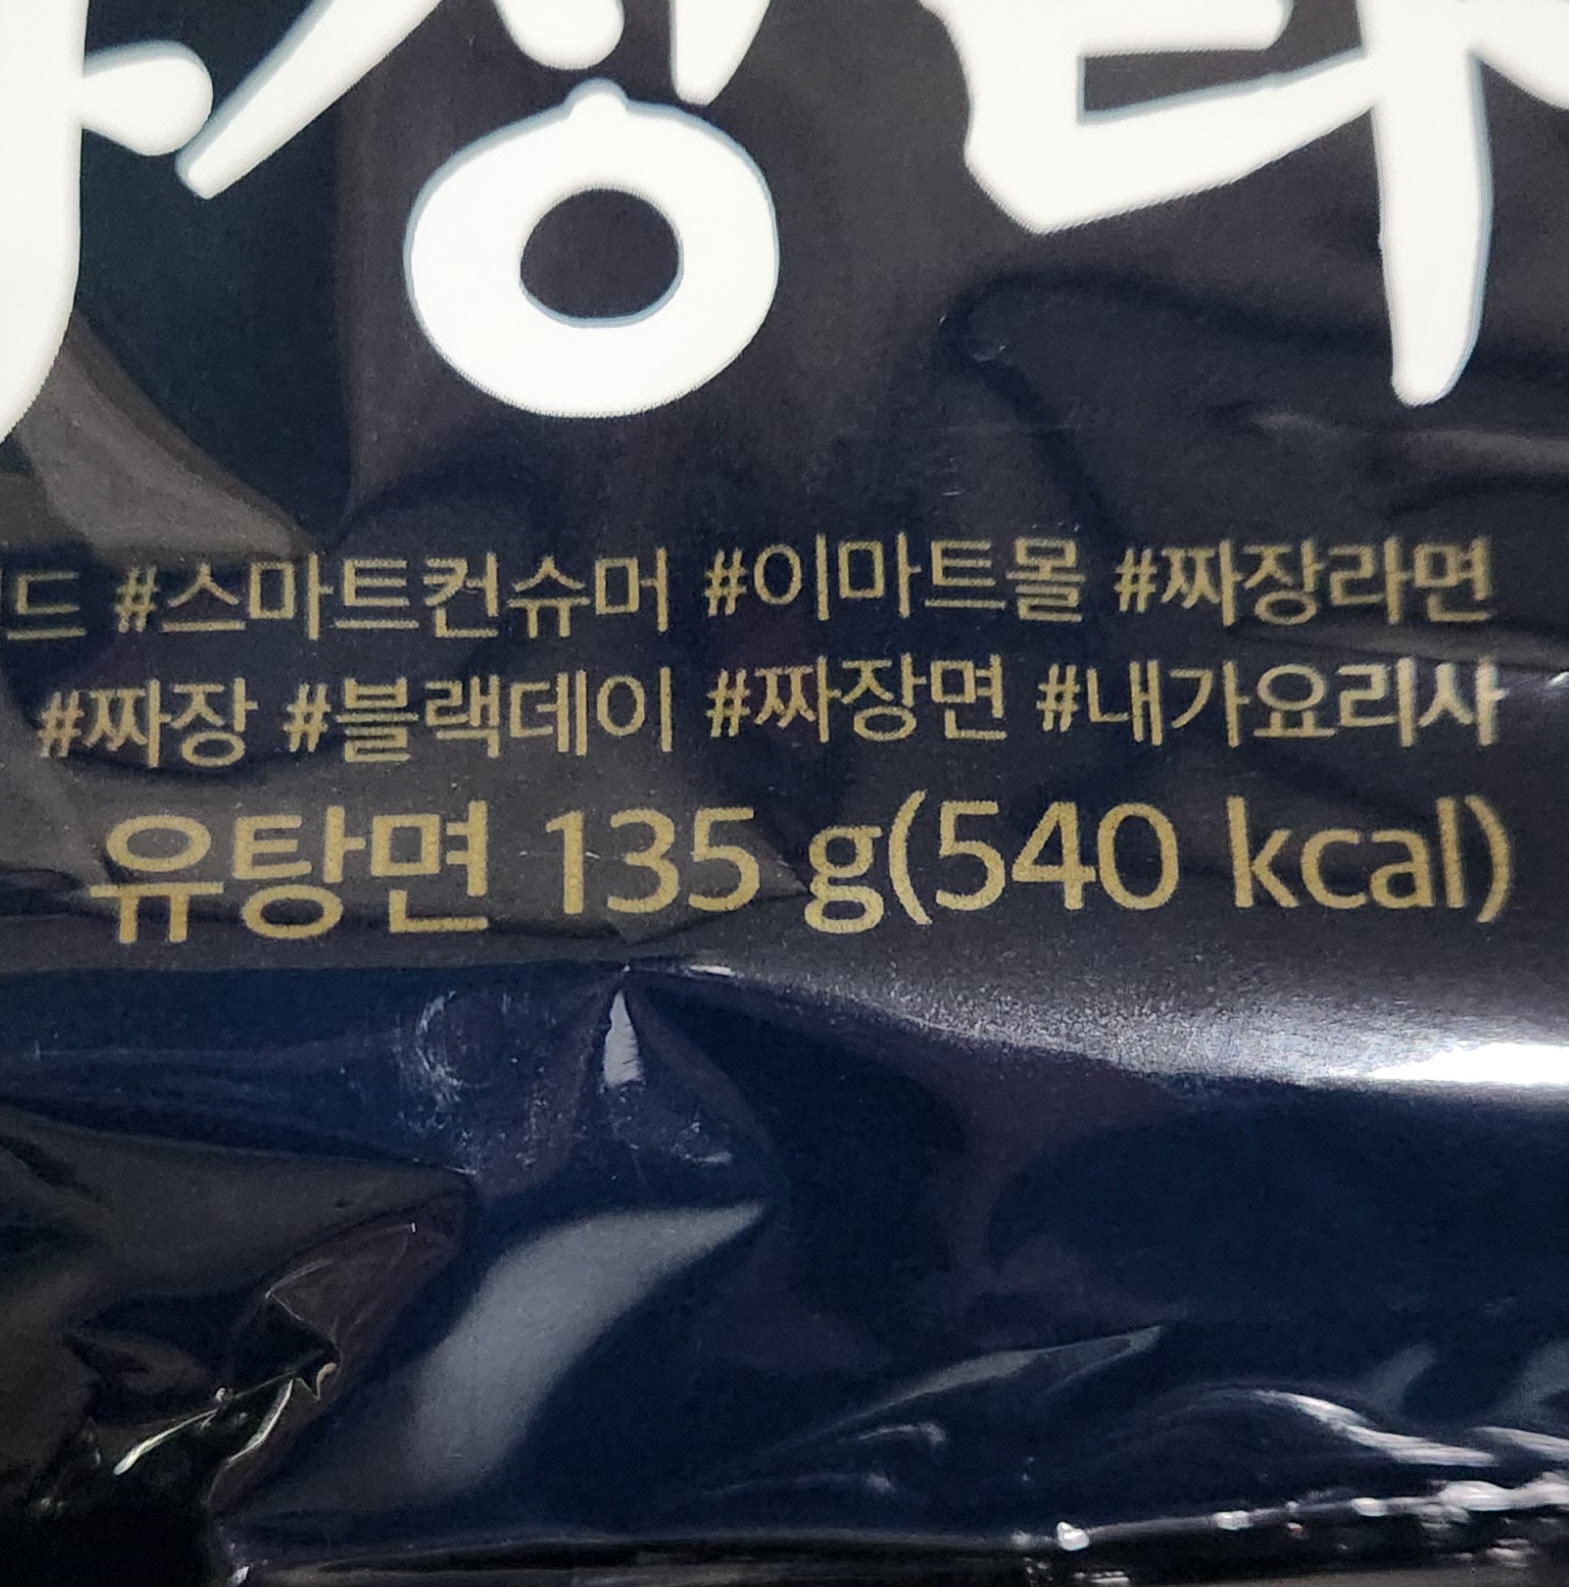 #스마트컨슈머 #이마트몰 #짜장라면
#짜장 #블랙데이 #짜장면 #내가요리사
유탕면 135 g(540 kcal)